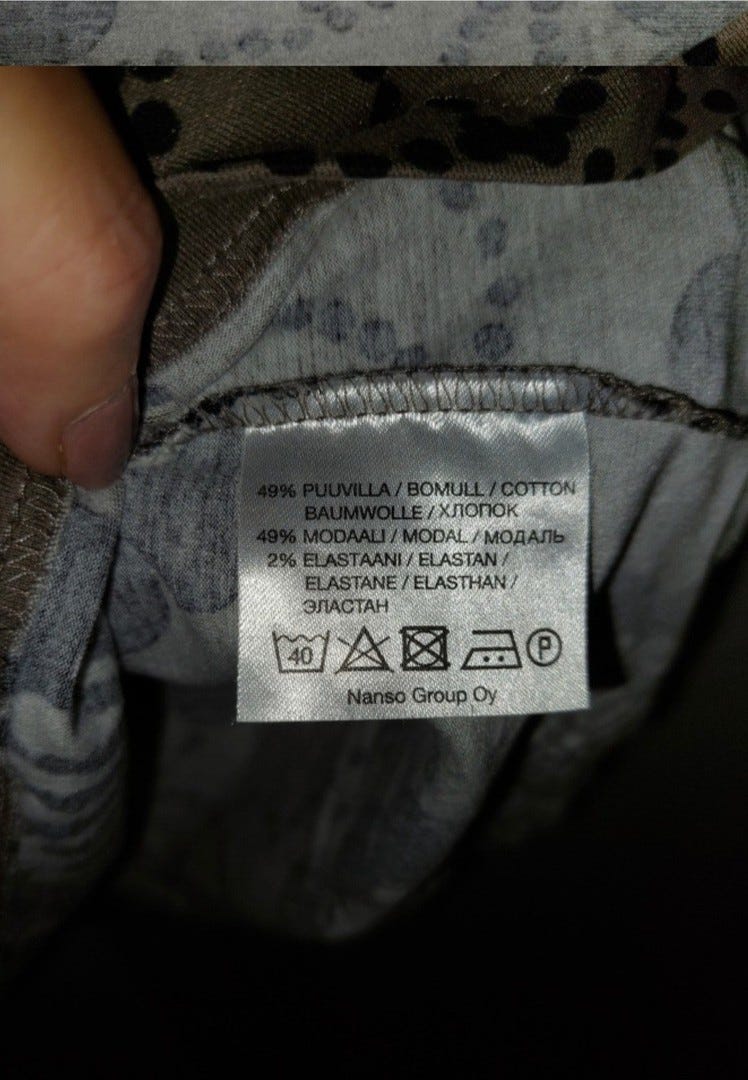 49% PUUVILLA / BOMULL / COTTON
BAUMWOLLE / ХЛОПОК
49% MODAALI / MODAL / МОДАЛЬ
2% ELASTAANI / ELASTAN /
ELASTANE / ELASTHAN /
ЭЛАСТАН
40 P
Nanso Group Oy